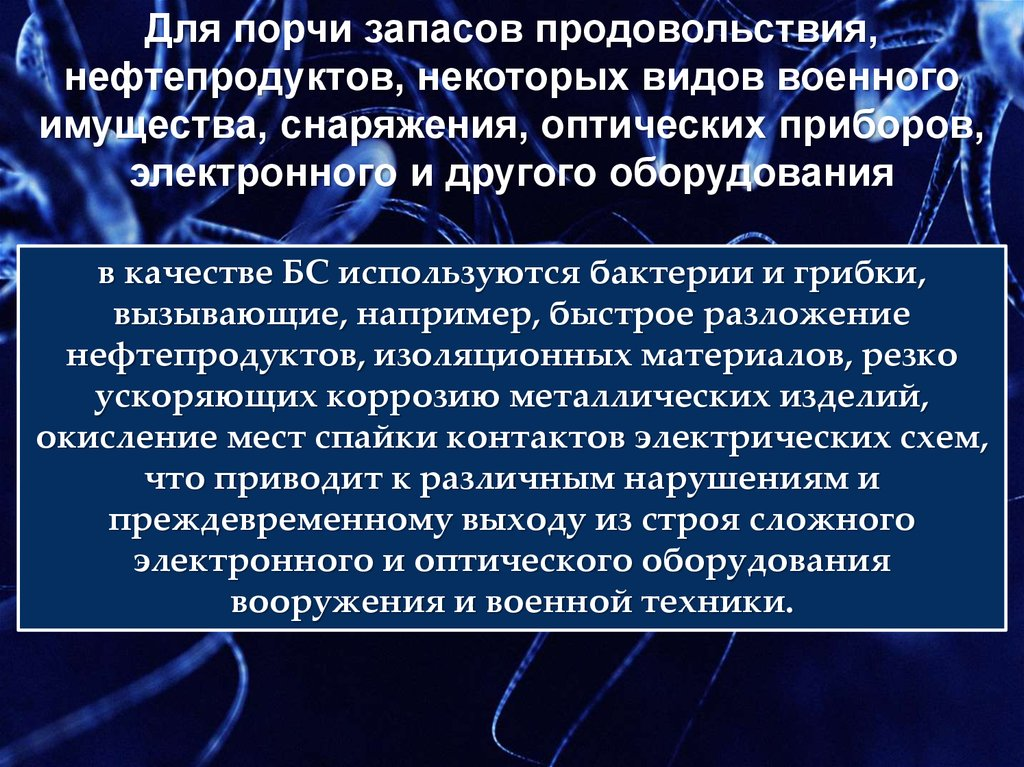 Для порчи запасов продовольствия,
нефтепродуктов, некоторых видов военного
имущества, снаряжения, оптических приборов,
электронного и другого оборудования
в качестве БС используются бактерии и грибки,
вызывающие, например, быстрое разложение
нефтепродуктов, изоляционных материалов, резко
ускоряющих коррозию металлических изделий,
окисление мест спайки контактов электрических схем,
что приводит к различным нарушениям и
преждевременному выходу из строя сложного
электронного и оптического оборудования
вооружения и военной техники.